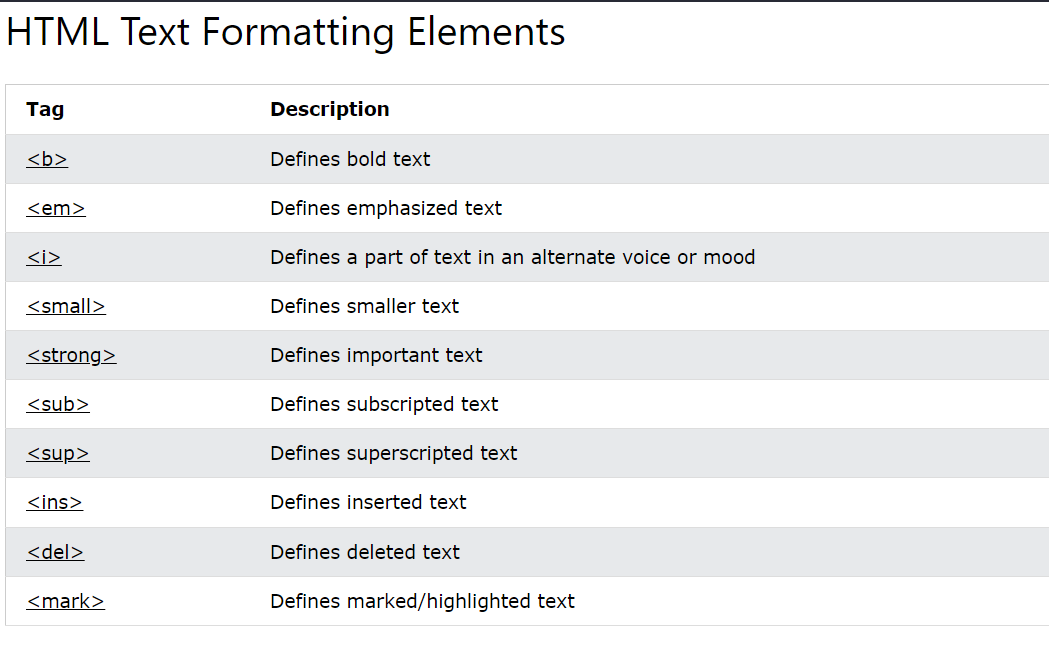 HTML Text Formatting Elements
Tag Description
<b> Defines bold text
<em> Defines emphasized text
<i> Defines a part of text in an alternate voice or mood
<small> Defines smaller text
<strong> Defines important text
<sub> Defines subscripted text
<sup> Defines superscripted text
<ins> Defines inserted text
<del> Defines deleted text
<mark> Defines marked/highlighted text